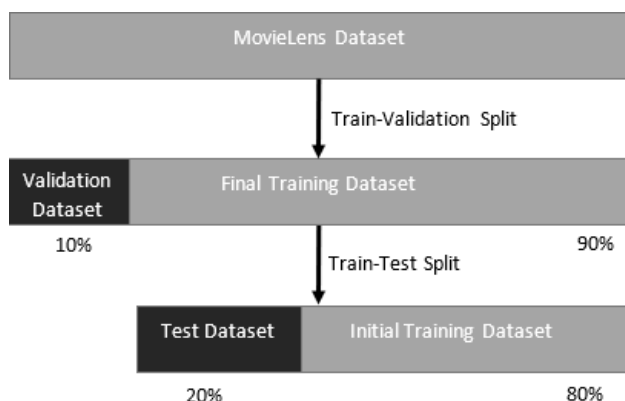 MovieLens Dataset
Train-Validation Split
Validation
Dataset
Final Training Dataset
10%
90%
Train-Test Split
Test Dataset
Initial Training Dataset
20%
80%